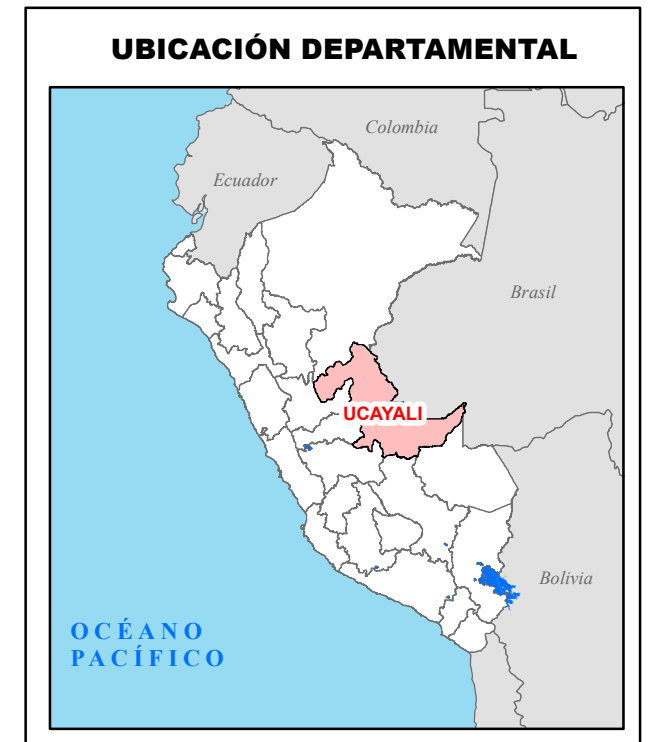 UBICACIÓN DEPARTAMENTAL
Colombia
Ecuador
Brasil
UCAYALI
Bolivia
OCÉANO
PACÍFICO